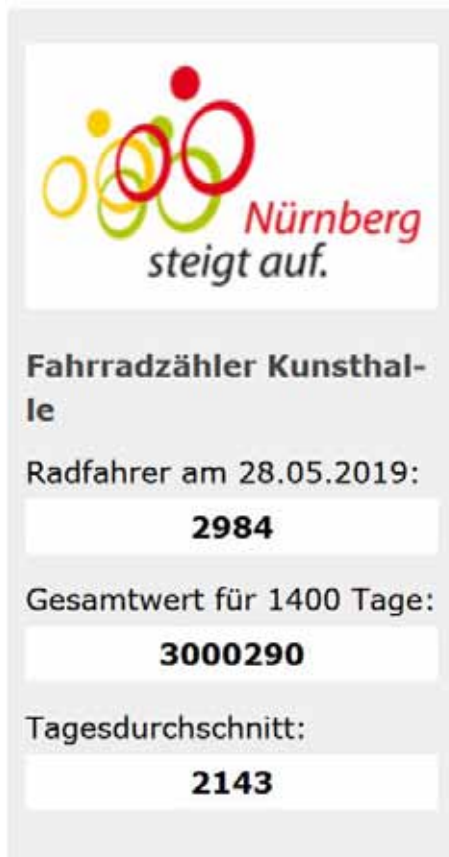 Nürnberg
steigt auf.
Fahrradzähler Kunsthal-
le
Radfahrer am 28.05.2019:
2984
Gesamtwert für 1400 Tage:
3000290
Tagesdurchschnitt:
2143